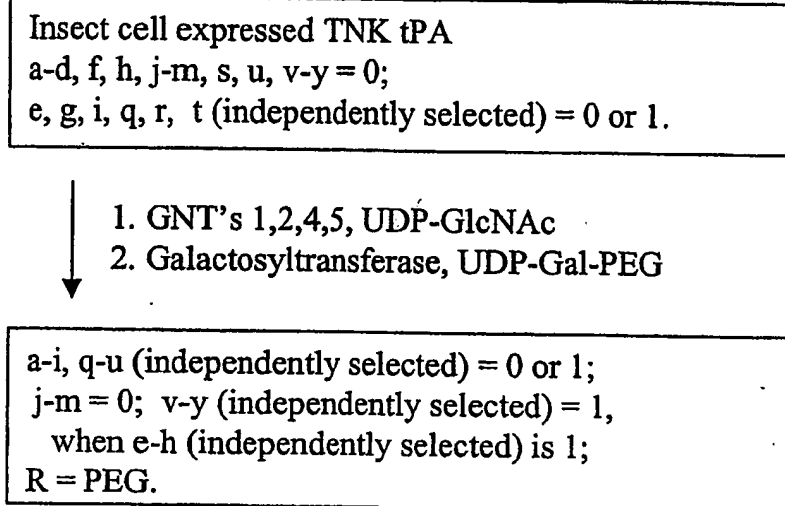 Insect cell expressed TNK tPA
a-d, f, h, j-m, s, u, v-y = 0;
e, g, i, q, r, t (independently selected) = 0 or 1.
1. GNT's 1,2,4,5, UDP-GlcNAc
2. Galactosyltransferase, UDP-Gal-PEG
a-i, q-u (independently selected) = 0 or 1;
j-m = 0; v-y (independently selected) = 1,
when e-h (independently selected) is 1;
R = PEG.